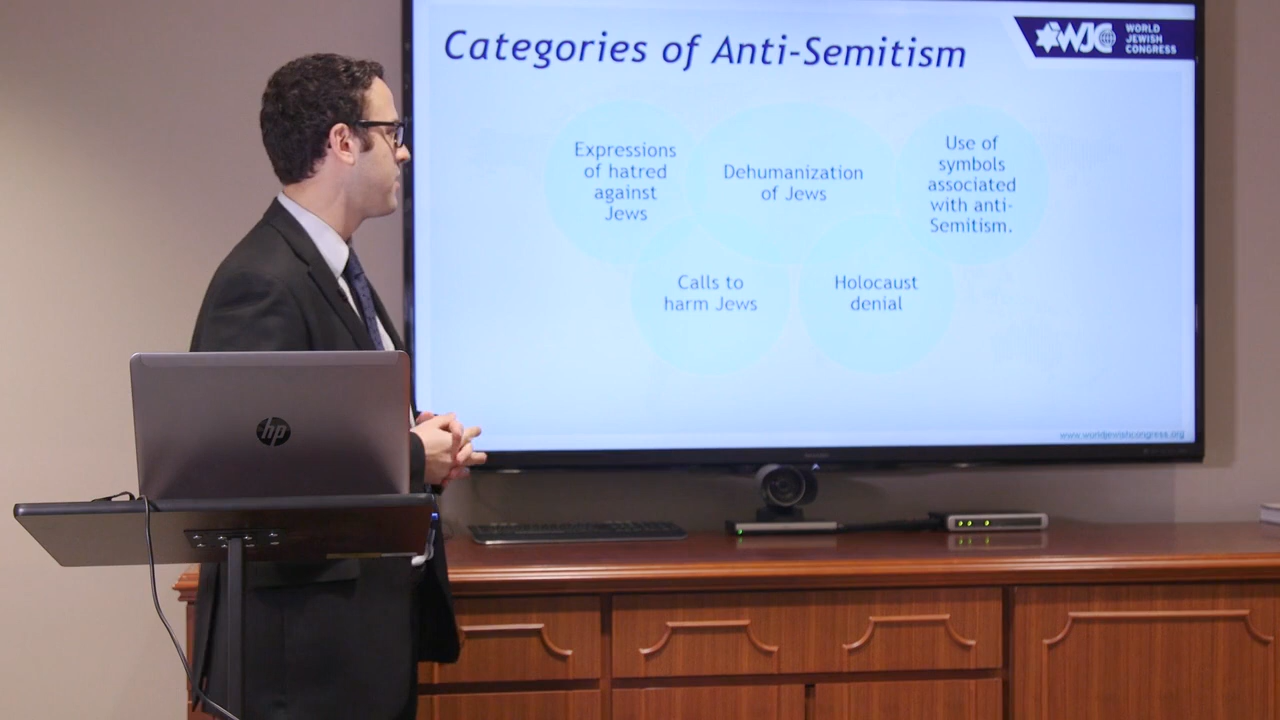 Categories of Anti-Semitism
WJC
WORLD
JEWISH
CONGRESS
Expressions
of hatred
against
Jews
Dehumanization
of Jews
Use of
symbols
associated
with anti-
Semitism.
Calls to
harm Jews
Holocaust
denial
www.worldjewishcongress.org
hp